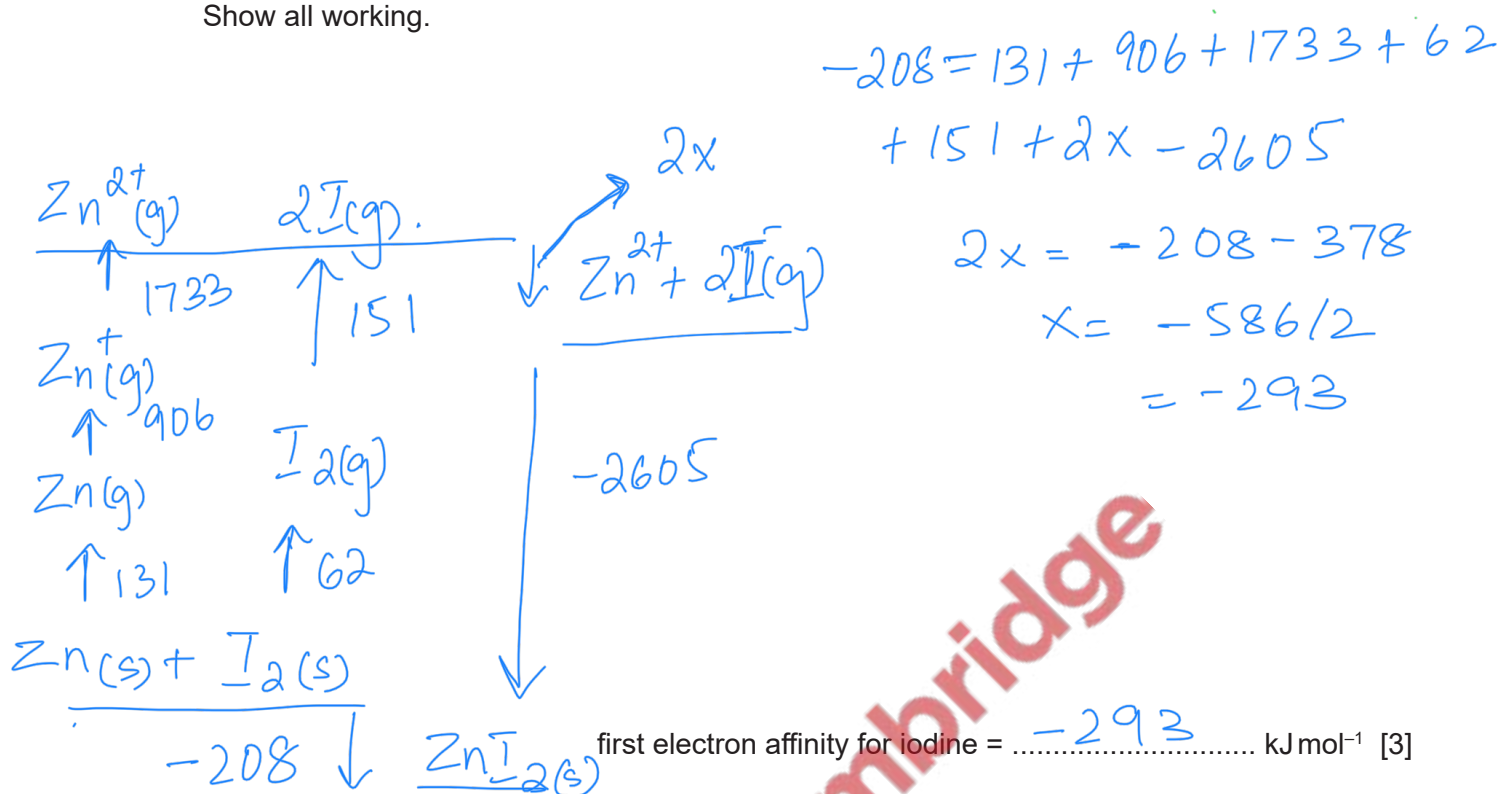 Show all working.
-208 = 131 + 906 + 1733 + 62
+ 151 + 2x - 2605
2x = - 208 - 378
x = - 586/2
= - 293
2x
Zn²⁺(g) 2I(g).
1733
151
Zn²⁺ + 2I⁻(g)
Zn⁺(g)
906
I₂(g)
-2605
Zn(g)
131
62
Zn(s) + I₂(s)
-208
ZnI₂(s)
first electron affinity for iodine = -293 kJ mol⁻¹ [3]
mbridge